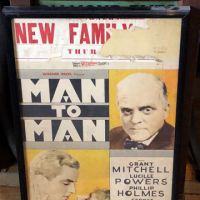 NEW FAMILY
THUR
WARNER BROS.
MAN
TO
MAN
GRANT
MITCHELL
LUCILLE
POWERS
PHILLIP
HOLMES